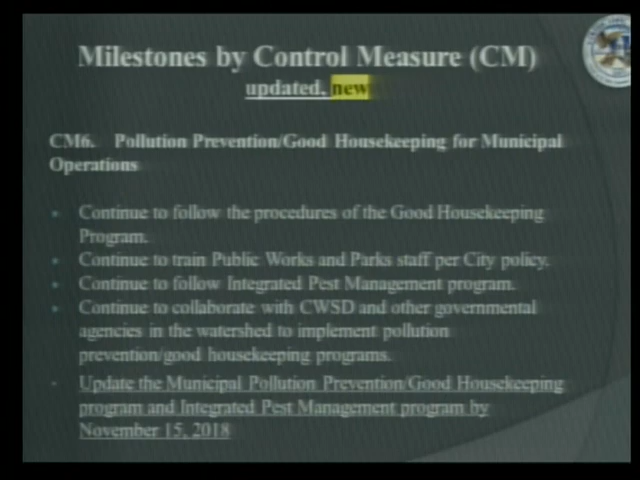 Milestones by Control Measure (CM)
updated, new
CM6. Pollution Prevention/Good Housekeeping for Municipal
Operations
Continue to follow the procedures of the Good Housekeeping
Program.
Continue to train Public Works and Parks staff per City policy.
Continue to follow Integrated Pest Management program.
Continue to collaborate with CWSD and other governmental
agencies in the watershed to implement pollution
prevention/good housekeeping programs.
Update the Municipal Pollution Prevention/Good Housekeeping
program and Integrated Pest Management program by
November 15, 2018